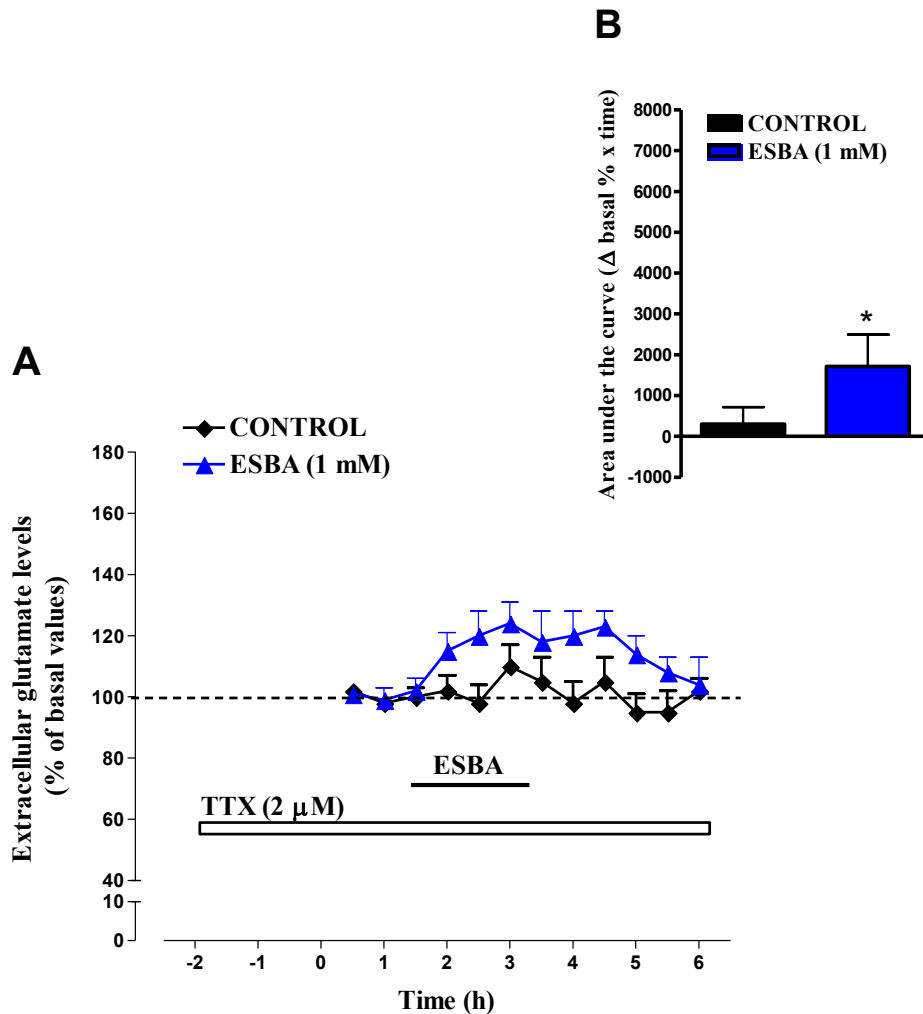 B
Area under the curve (Δ basal % x time)
8000
7000
6000
5000
4000
3000
2000
1000
0
-1000
CONTROL
ESBA (1 mM)
*
A
Extracellular glutamate levels
(% of basal values)
CONTROL
ESBA (1 mM)
180
160
140
120
100
80
60
40
10
0
ESBA
TTX (2 μM)
-2 -1 0 1 2 3 4 5 6
Time (h)